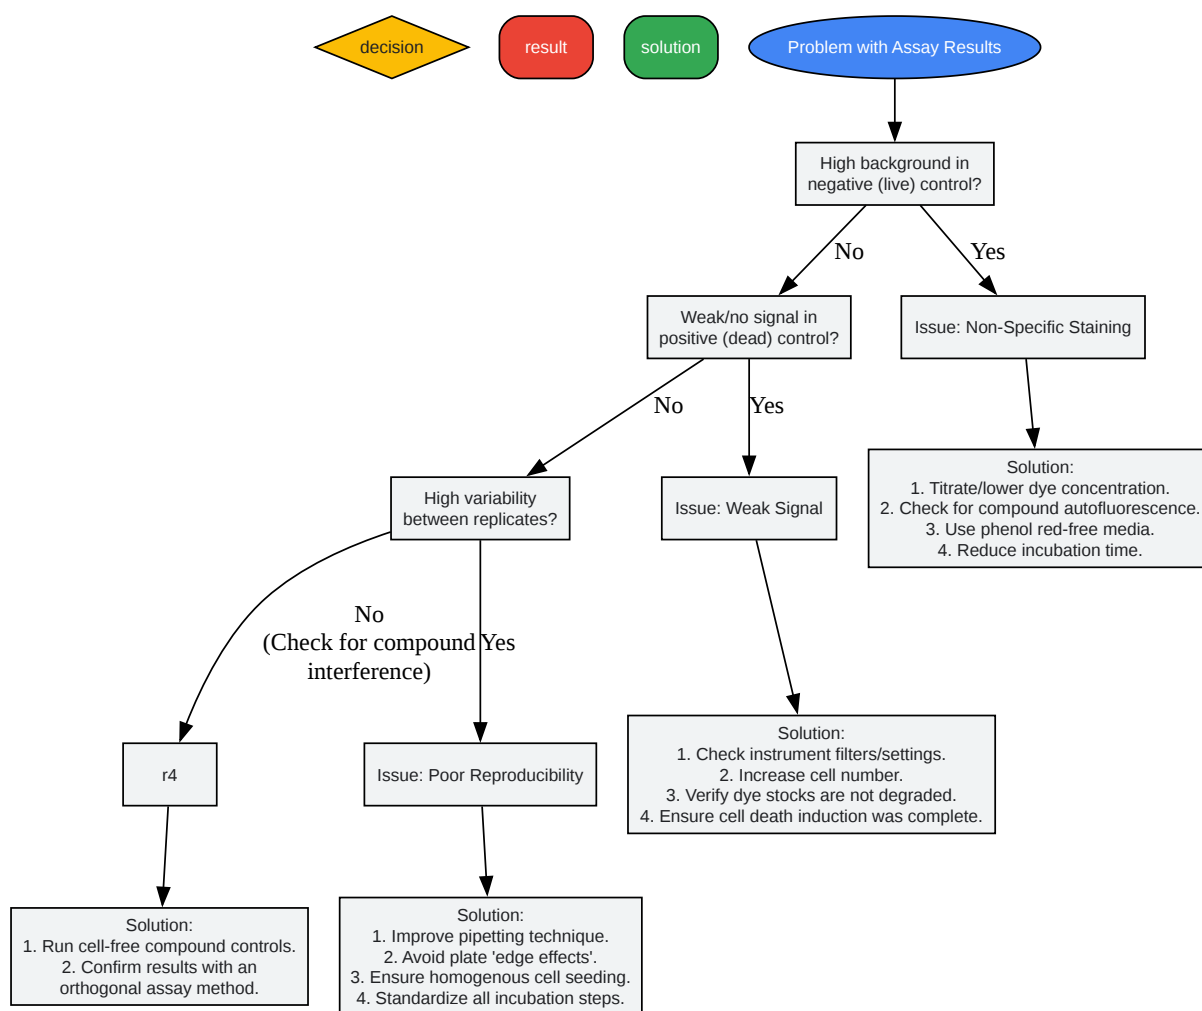 decision
result
solution
Problem with Assay Results
High background in
negative (live) control?
No
Yes
Weak/no signal in
positive (dead) control?
Issue: Non-Specific Staining
No
Yes
Solution:
1. Titrate/lower dye concentration.
2. Check for compound autofluorescence.
3. Use phenol red-free media.
4. Reduce incubation time.
High variability
between replicates?
Issue: Weak Signal
No
(Check for compound
interference)
Yes
Solution:
1. Check instrument filters/settings.
2. Increase cell number.
3. Verify dye stocks are not degraded.
4. Ensure cell death induction was complete.
r4
Issue: Poor Reproducibility
Solution:
1. Run cell-free compound controls.
2. Confirm results with an
orthogonal assay method.
Solution:
1. Improve pipetting technique.
2. Avoid plate 'edge effects'.
3. Ensure homogenous cell seeding.
4. Standardize all incubation steps.